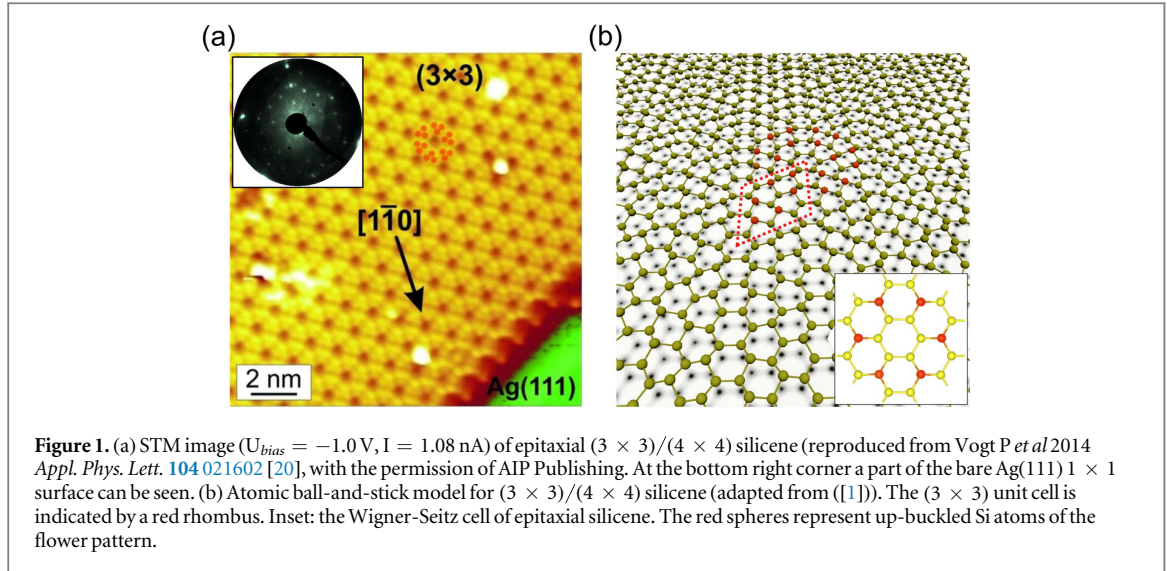 (a)
(b)
(3×3)
[11̄0]
2 nm
Ag(111)
Figure 1. (a) STM image (U_bias = −1.0 V, I = 1.08 nA) of epitaxial (3 × 3)/(4 × 4) silicene (reproduced from Vogt P et al 2014
Appl. Phys. Lett. 104 021602 [20], with the permission of AIP Publishing. At the bottom right corner a part of the bare Ag(111) 1 × 1
surface can be seen. (b) Atomic ball-and-stick model for (3 × 3)/(4 × 4) silicene (adapted from ([1])). The (3 × 3) unit cell is
indicated by a red rhombus. Inset: the Wigner-Seitz cell of epitaxial silicene. The red spheres represent up-buckled Si atoms of the
flower pattern.